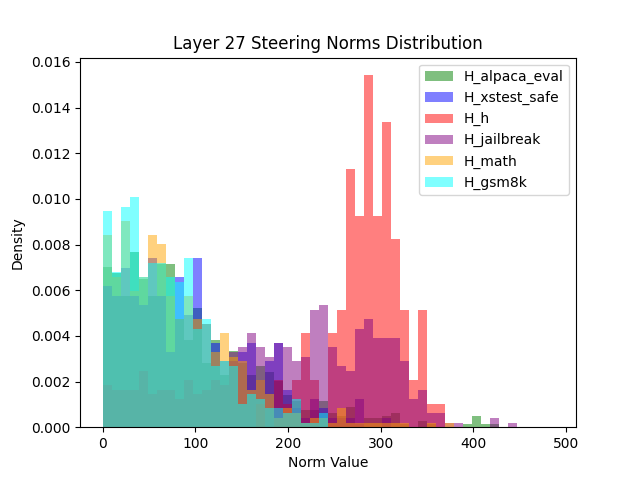 Layer 27 Steering Norms Distribution
0.016
0.014
0.012
0.010
0.008
0.006
0.004
0.002
0.000
Density
H_alpaca_eval
H_xstest_safe
H_h
H_jailbreak
H_math
H_gsm8k
0 100 200 300 400 500
Norm Value